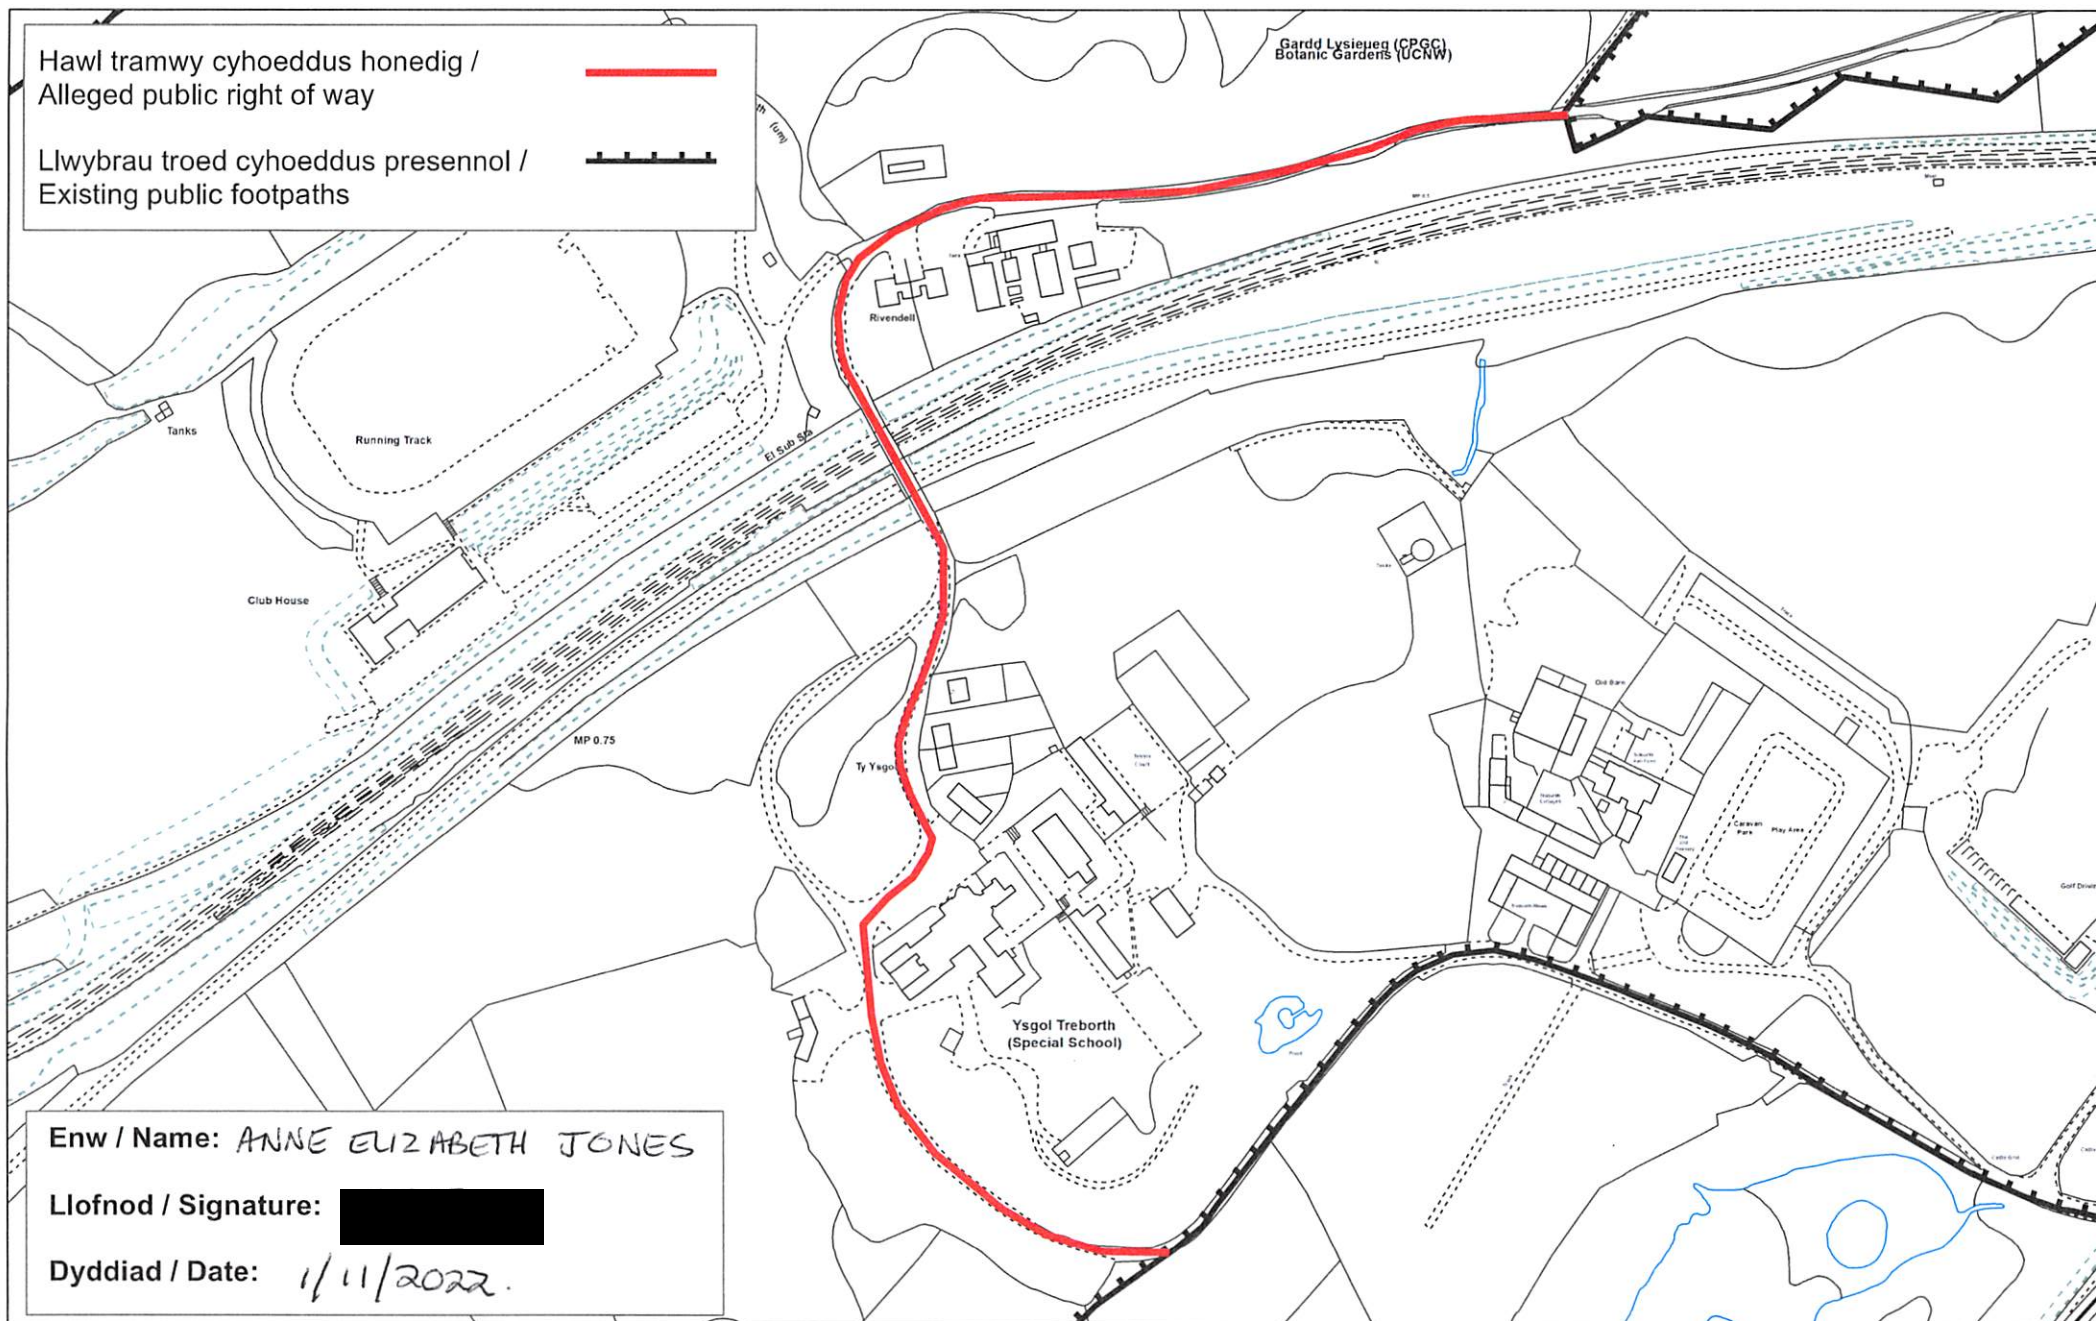 Hawl tramwy cyhoeddus honedig /
Alleged public right of way
Llwybrau troed cyhoeddus presennol /
Existing public footpaths
Gardd Lysieueg (CPGC)
Botanic Gardens (UCNW)
Rivendell
Tanks
Running Track
El Sub Sta
Club House
MP 0.75
Ty Ysgol
Old Barn
Caravan
Park
Play Area
Ysgol Treborth
(Special School)
Enw / Name: ANNE ELIZABETH JONES
Llofnod / Signature:
Dyddiad / Date: 1/11/2022.